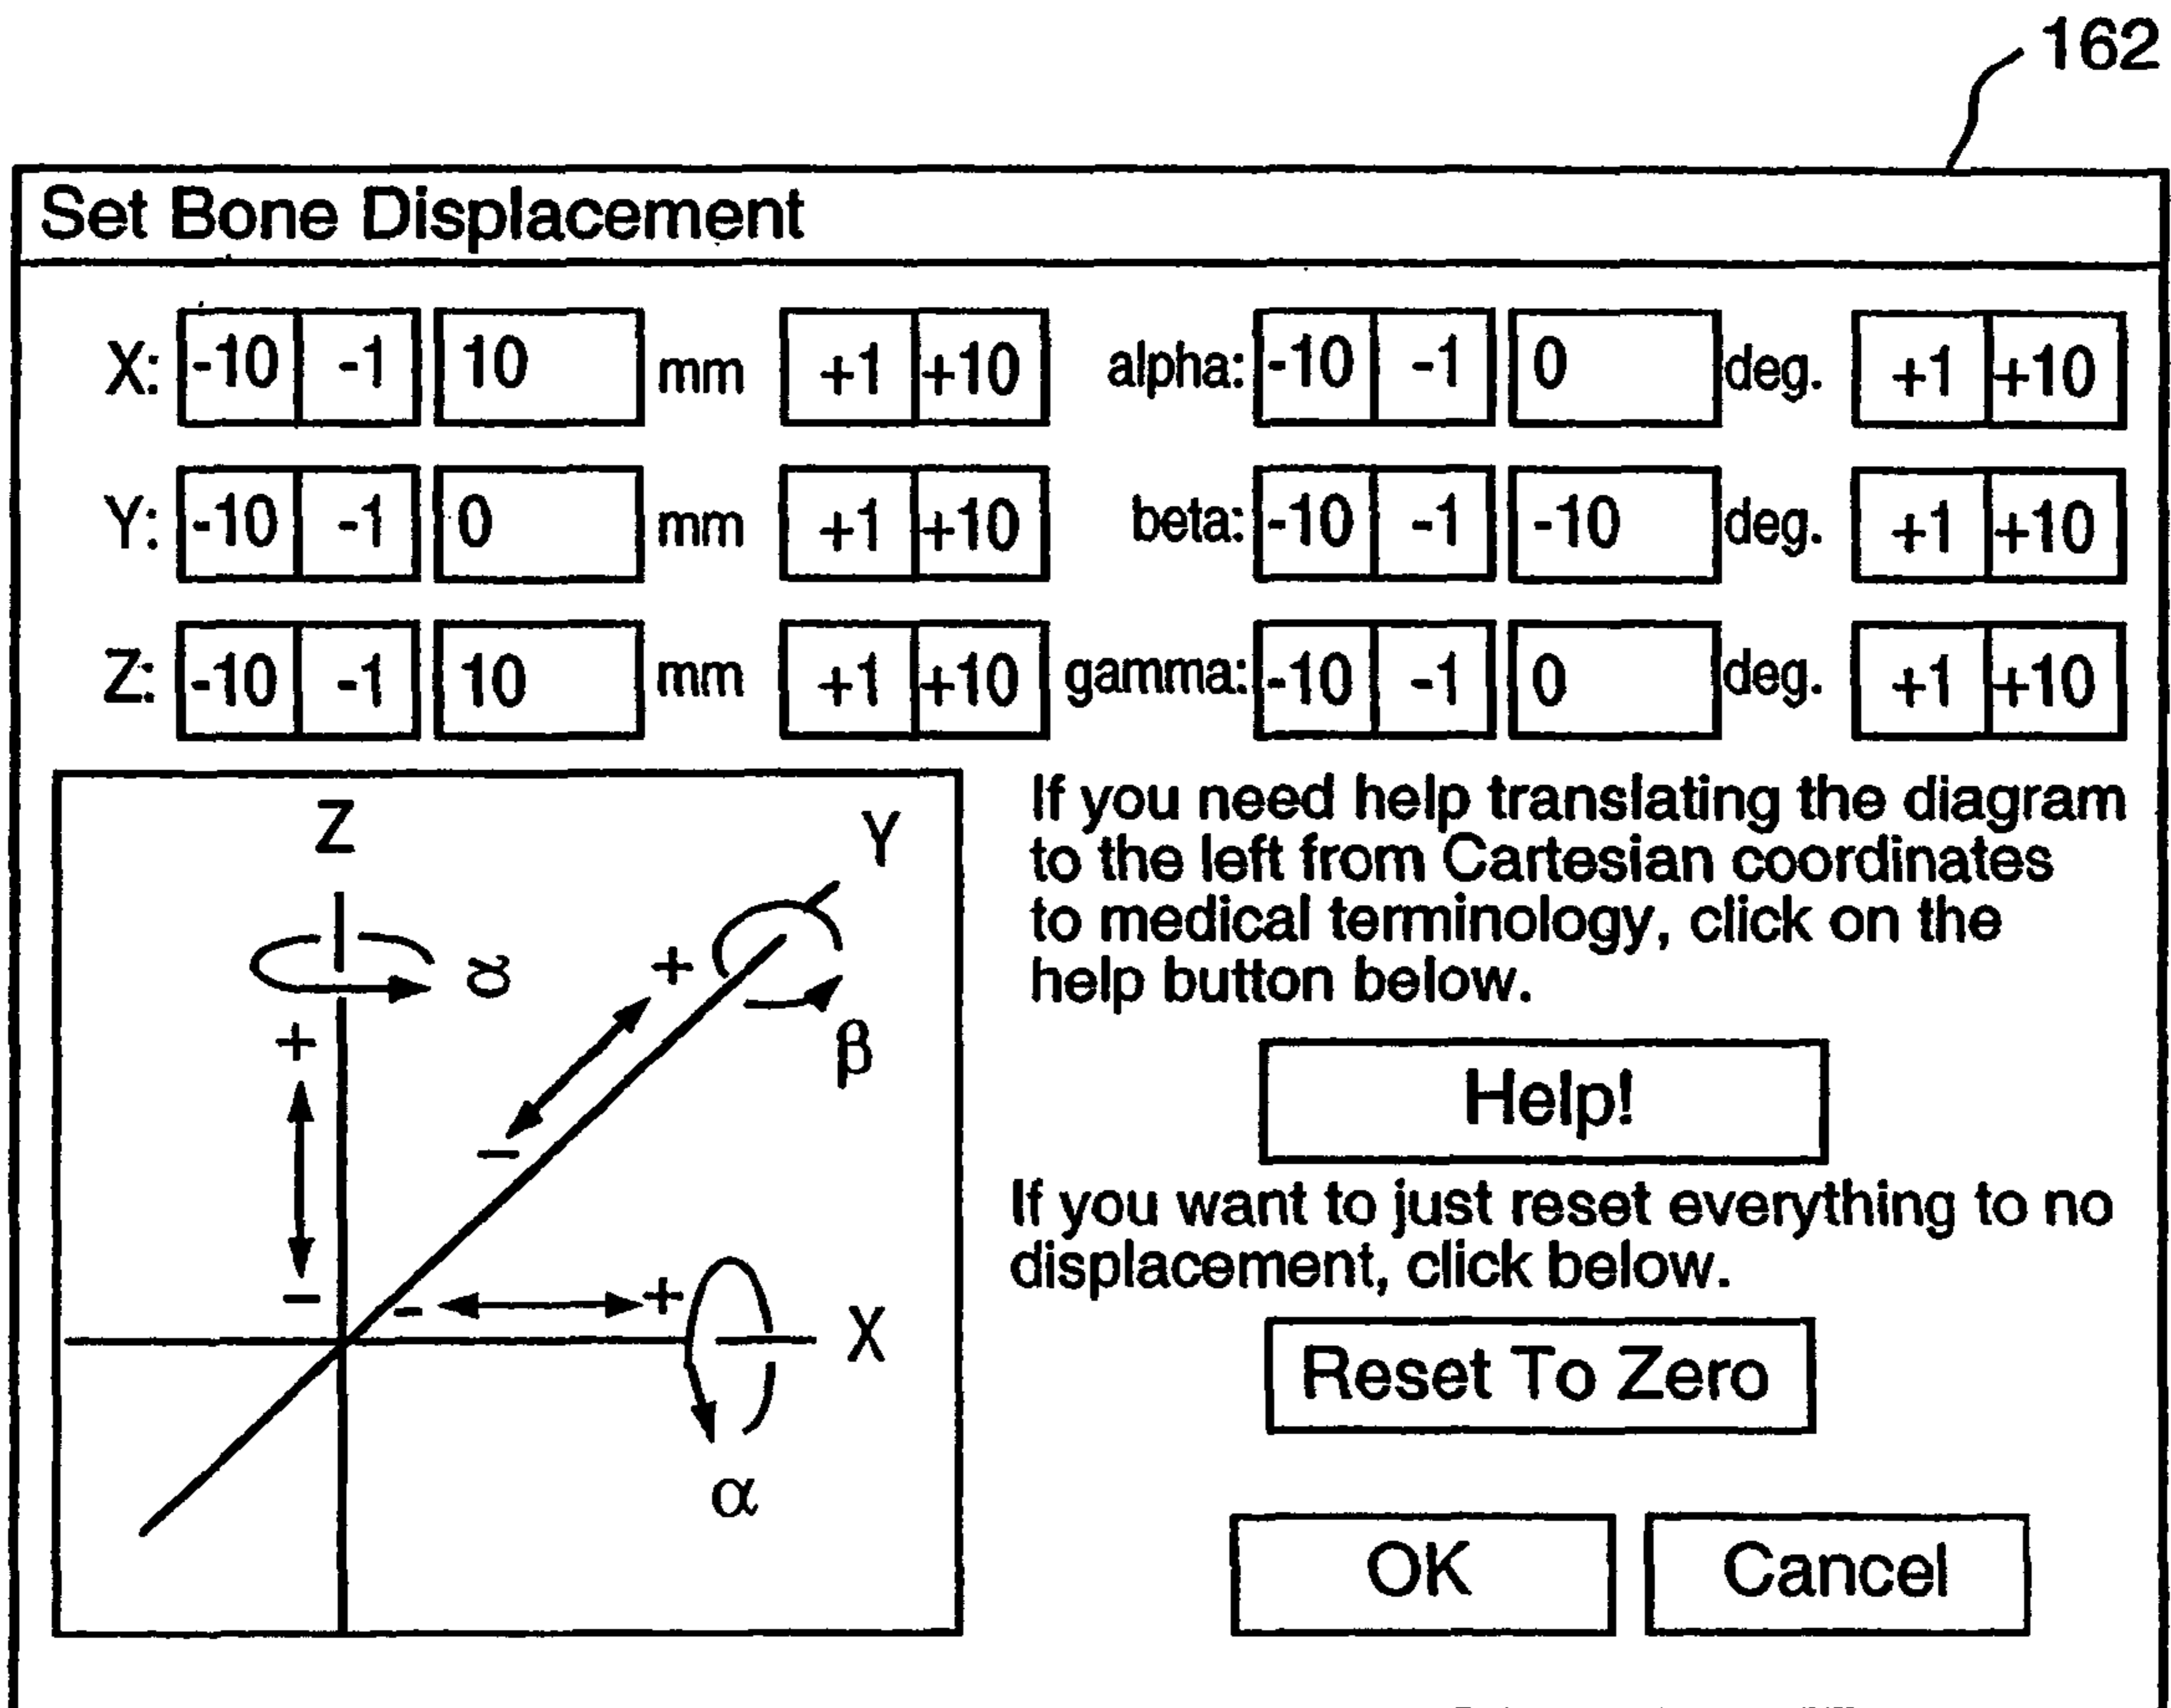 162
Set Bone Displacement
X: -10 -1 10 mm +1 +10 alpha: -10 -1 0 deg. +1 +10
Y: -10 -1 0 mm +1 +10 beta: -10 -1 -10 deg. +1 +10
Z: -10 -1 10 mm +1 +10 gamma: -10 -1 0 deg. +1 +10
Z
Y
+
+
β
−
−
- +
X
α
If you need help translating the diagram
to the left from Cartesian coordinates
to medical terminology, click on the
help button below.
Help!
If you want to just reset everything to no
displacement, click below.
Reset To Zero
OK Cancel